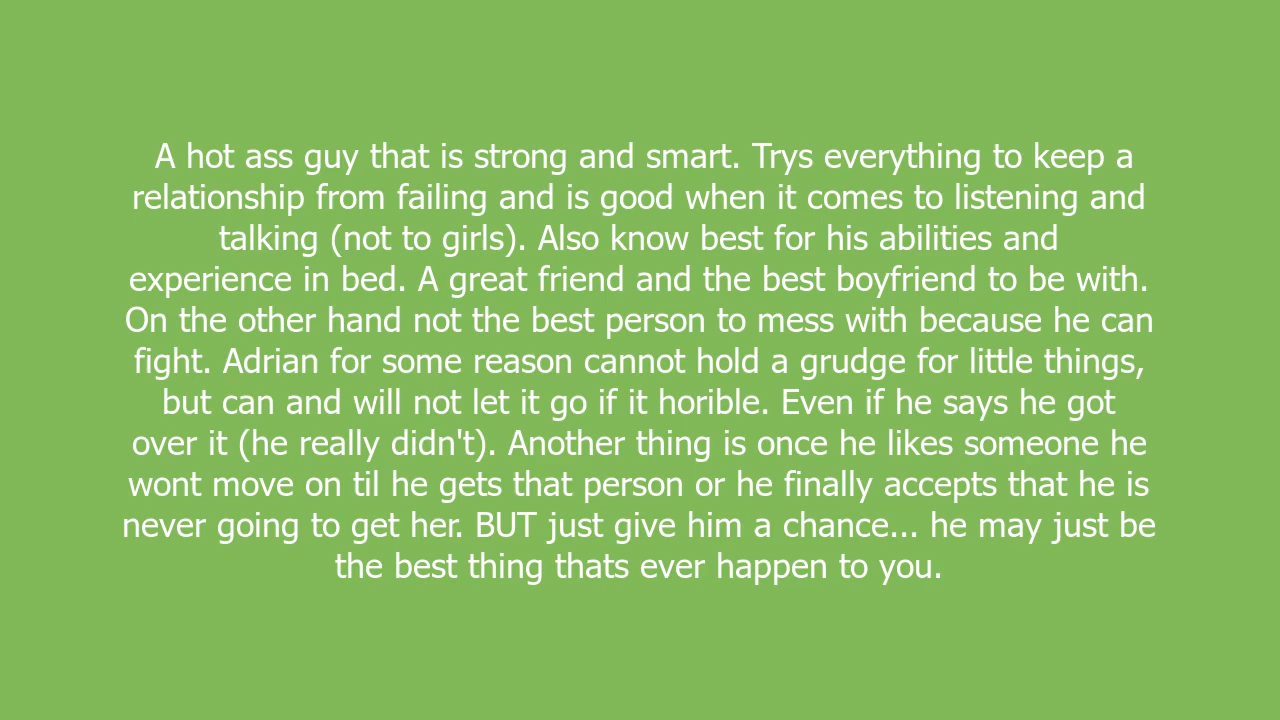 A hot ass guy that is strong and smart. Trys everything to keep a
relationship from failing and is good when it comes to listening and
talking (not to girls). Also know best for his abilities and
experience in bed. A great friend and the best boyfriend to be with.
On the other hand not the best person to mess with because he can
fight. Adrian for some reason cannot hold a grudge for little things,
but can and will not let it go if it horible. Even if he says he got
over it (he really didn't). Another thing is once he likes someone he
wont move on til he gets that person or he finally accepts that he is
never going to get her. BUT just give him a chance... he may just be
the best thing thats ever happen to you.